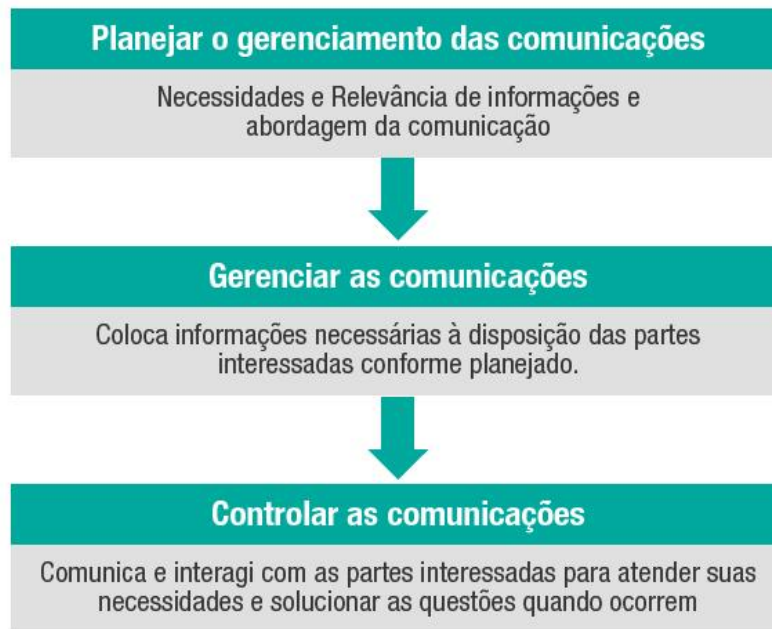 Planejar o gerenciamento das comunicações
Necessidades e Relevância de informações e
abordagem da comunicação
Gerenciar as comunicações
Coloca informações necessárias à disposição das partes
interessadas conforme planejado.
Controlar as comunicações
Comunica e interagi com as partes interessadas para atender suas
necessidades e solucionar as questões quando ocorrem